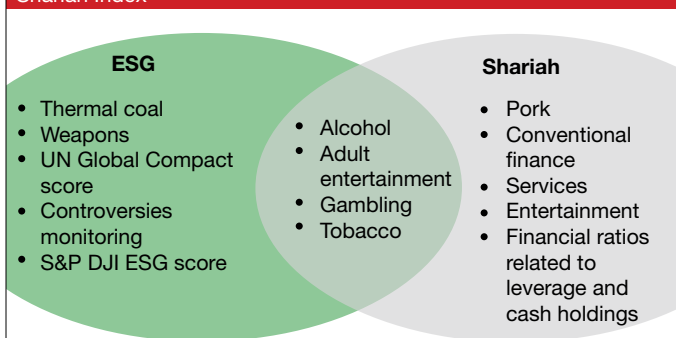 Shariah Index
ESG
• Thermal coal
• Weapons
• UN Global Compact
score
• Controversies
monitoring
• S&P DJI ESG score
• Alcohol
• Adult
entertainment
• Gambling
• Tobacco
Shariah
• Pork
• Conventional
finance
• Services
• Entertainment
• Financial ratios
related to
leverage and
cash holdings